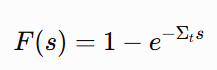 F(s) = 1 − e^{−Σ_t s}